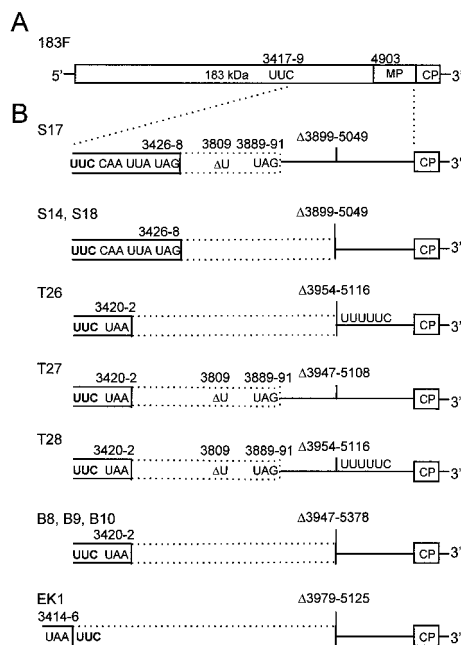 A
183F
3417-9 4903
5' 183 kDa UUC MP CP 3'
B
S17
3426-8 3809 3889-91 Δ3899-5049
UUC CAA UUA UAG ΔU UAG CP 3'
S14, S18
3426-8 Δ3899-5049
UUC CAA UUA UAG CP 3'
T26
3420-2 Δ3954-5116
UUC UAA UUUUUC CP 3'
T27
3420-2 3809 3889-91 Δ3947-5108
UUC UAA ΔU UAG CP 3'
T28
3420-2 3809 3889-91 Δ3954-5116
UUC UAA ΔU UAG UUUUUC CP 3'
B8, B9, B10
3420-2 Δ3947-5378
UUC UAA CP 3'
EK1
3414-6 Δ3979-5125
UAA UUC CP 3'